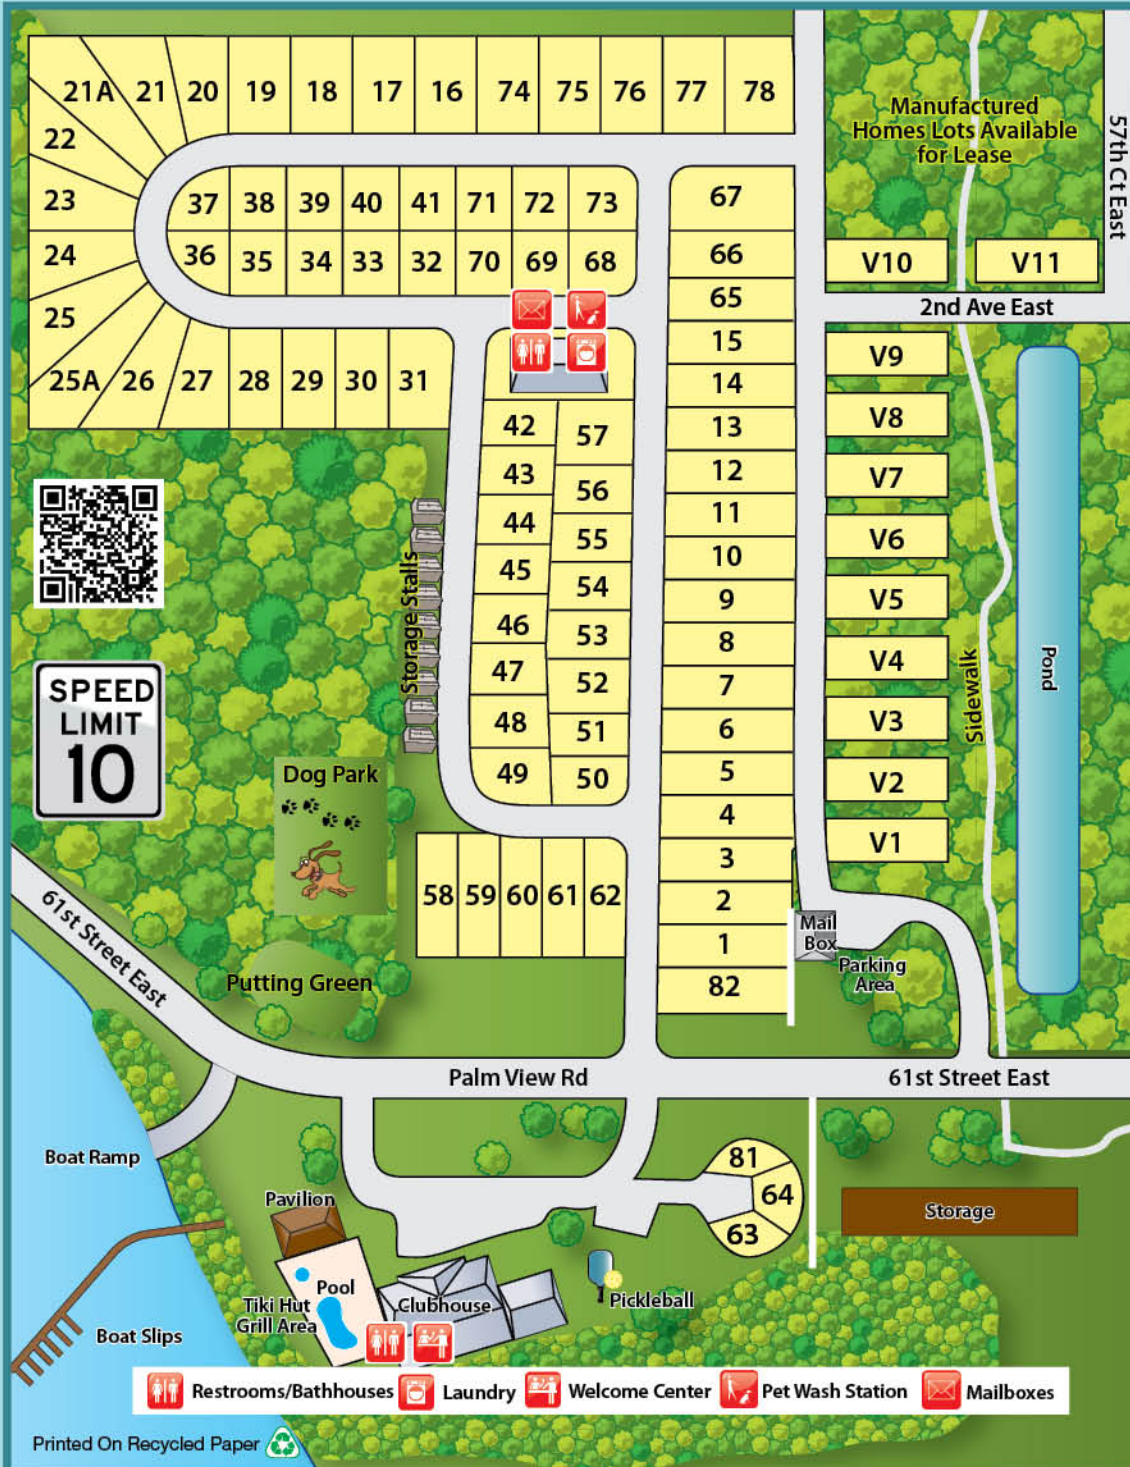 21A 21 20 19 18 17 16 74 75 76 77 78
22
23
24
25
25A 26 27 28 29 30 31
37 38 39 40 41 71 72 73
36 35 34 33 32 70 69 68
67
66
65
15
14
13
12
11
10
9
8
7
6
5
4
3
2
1
82
Manufactured
Homes Lots Available
for Lease
57th Ct East
V10 V11
2nd Ave East
V9
V8
V7
V6
V5
V4
V3
V2
V1
Sidewalk
Pond
42 57
43 56
44 55
45 54
46 53
47 52
48 51
49 50
Storage Stalls
SPEED
LIMIT
10
Dog Park
58 59 60 61 62
Mail
Box
Parking
Area
61st Street East
Putting Green
Palm View Rd
61st Street East
Boat Ramp
81
64
63
Pavilion
Storage
Pool
Tiki Hut
Grill Area
Clubhouse
Pickleball
Boat Slips
Restrooms/Bathhouses Laundry Welcome Center Pet Wash Station Mailboxes
Printed On Recycled Paper